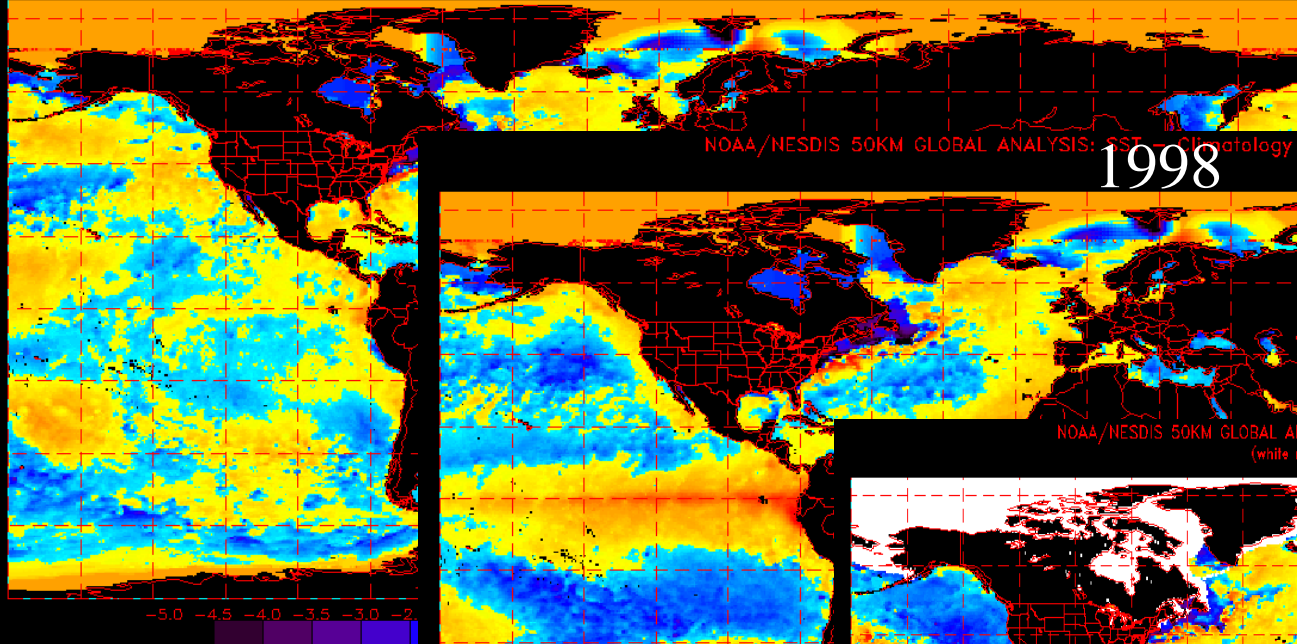 NOAA/NESDIS 50KM GLOBAL ANALYSIS: SST - Climatology
1998
NOAA/NESDIS 50KM GLOBAL
(while
-5.0 -4.5 -4.0 -3.5 -3.0